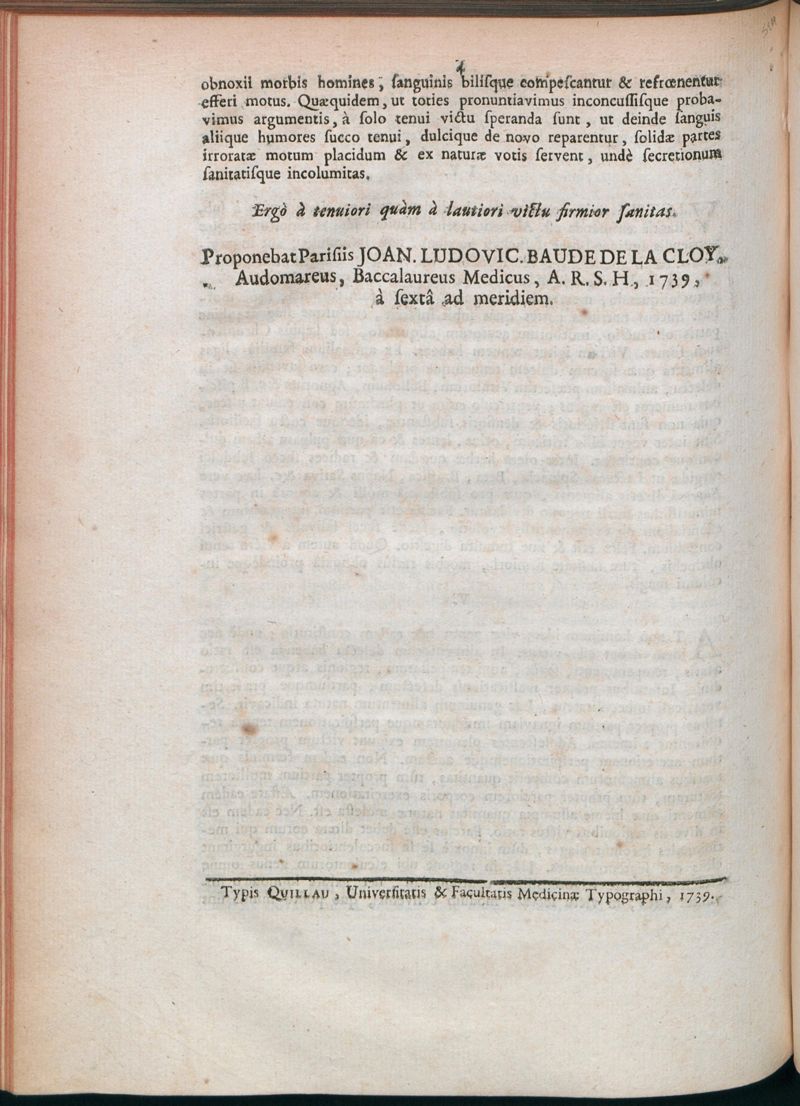 4
obnoxii morbis homines, ſanguinis biliſque compeſcantur & refrœnentur
efferi motus. Quæquidem, ut toties pronuntiavimus inconcuſſiſque proba-
vimus argumentis, à ſolo tenui victu ſperanda ſunt, ut deinde ſanguis
aliique humores ſucco tenui, dulcique de novo reparentur, ſolidæ partes
irroratæ motum placidum & ex naturæ votis ſervent, undè ſecretionum
ſanitatiſque incolumitas.
Ergò à tenuiori quàm à lautiori victu firmior ſanitas.
Proponebat Pariſiis JOAN. LUDOVIC. BAUDE DE LA CLOY,
Audomareus, Baccalaureus Medicus, A. R. S. H, 1739,
à ſextâ ad meridiem.
Typis QUILLAU, Univerſitatis & Facultatis Medicinæ Typographi, 1739.